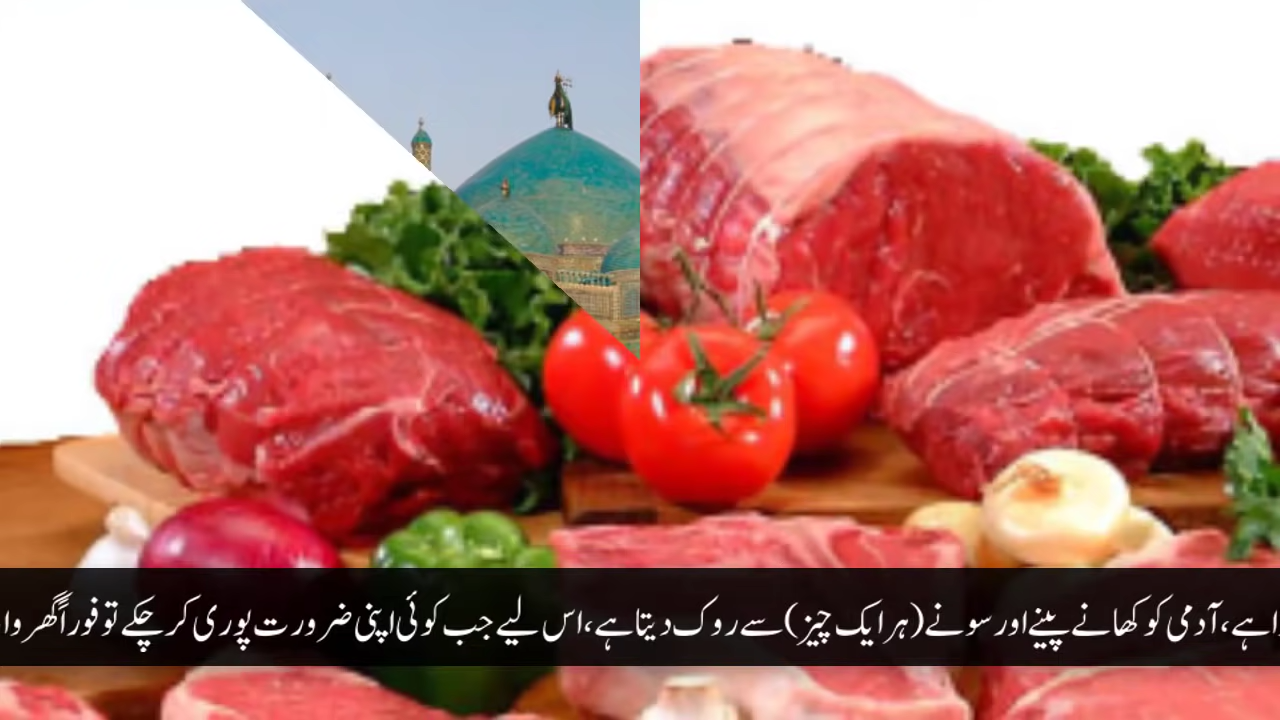 ہے، آدمی کو کھانے پینے اور سونے (ہر ایک چیز) سے روک دیتا ہے، اس لیے جب کوئی اپنی ضرورت پوری کر چکے تو فوراً گھر